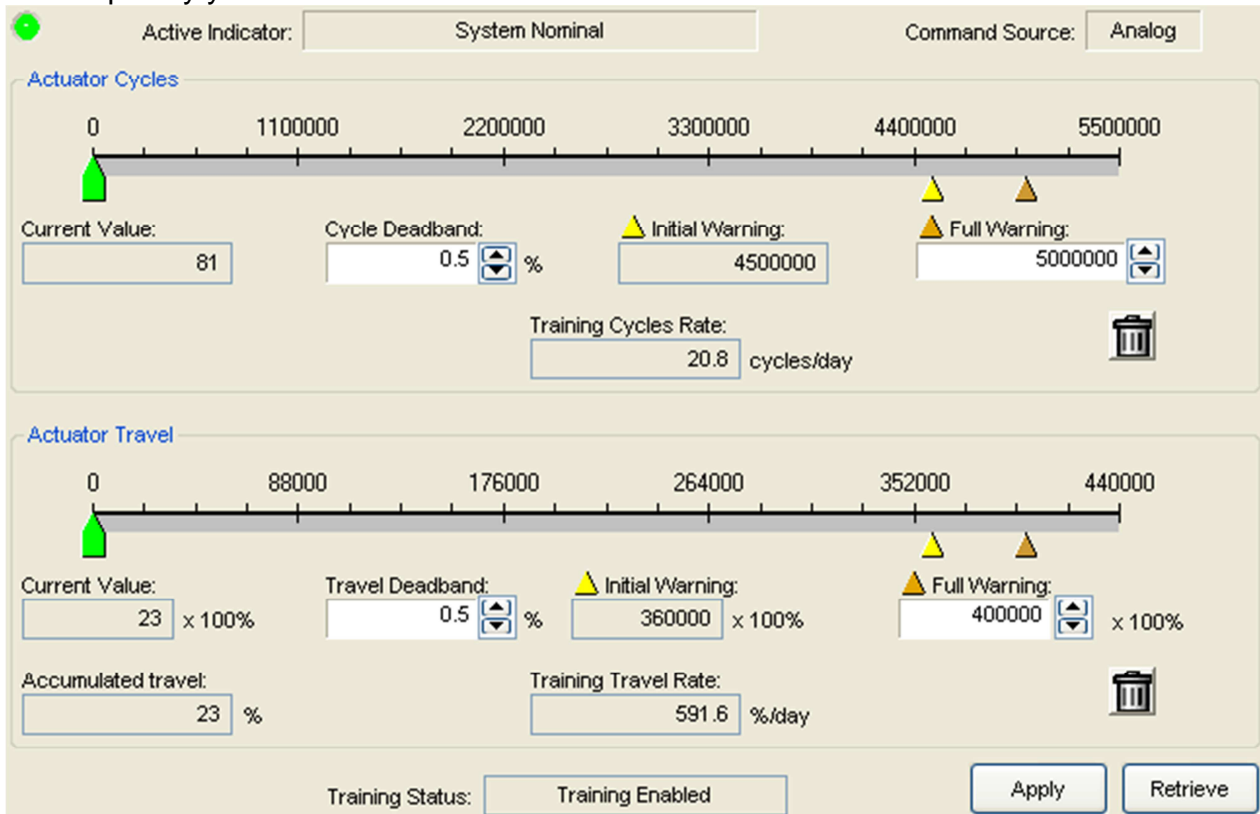 Active Indicator: System Nominal Command Source: Analog
Actuator Cycles
0 1100000 2200000 3300000 4400000 5500000
Current Value: Cycle Deadband: Initial Warning: Full Warning:
81 0.5 % 4500000 5000000
Training Cycles Rate:
20.8 cycles/day
Actuator Travel
0 88000 176000 264000 352000 440000
Current Value: Travel Deadband: Initial Warning: Full Warning:
23 x 100% 0.5 % 360000 x 100% 400000 x 100%
Accumulated travel: Training Travel Rate:
23 % 591.6 %/day
Training Status: Training Enabled Apply Retrieve